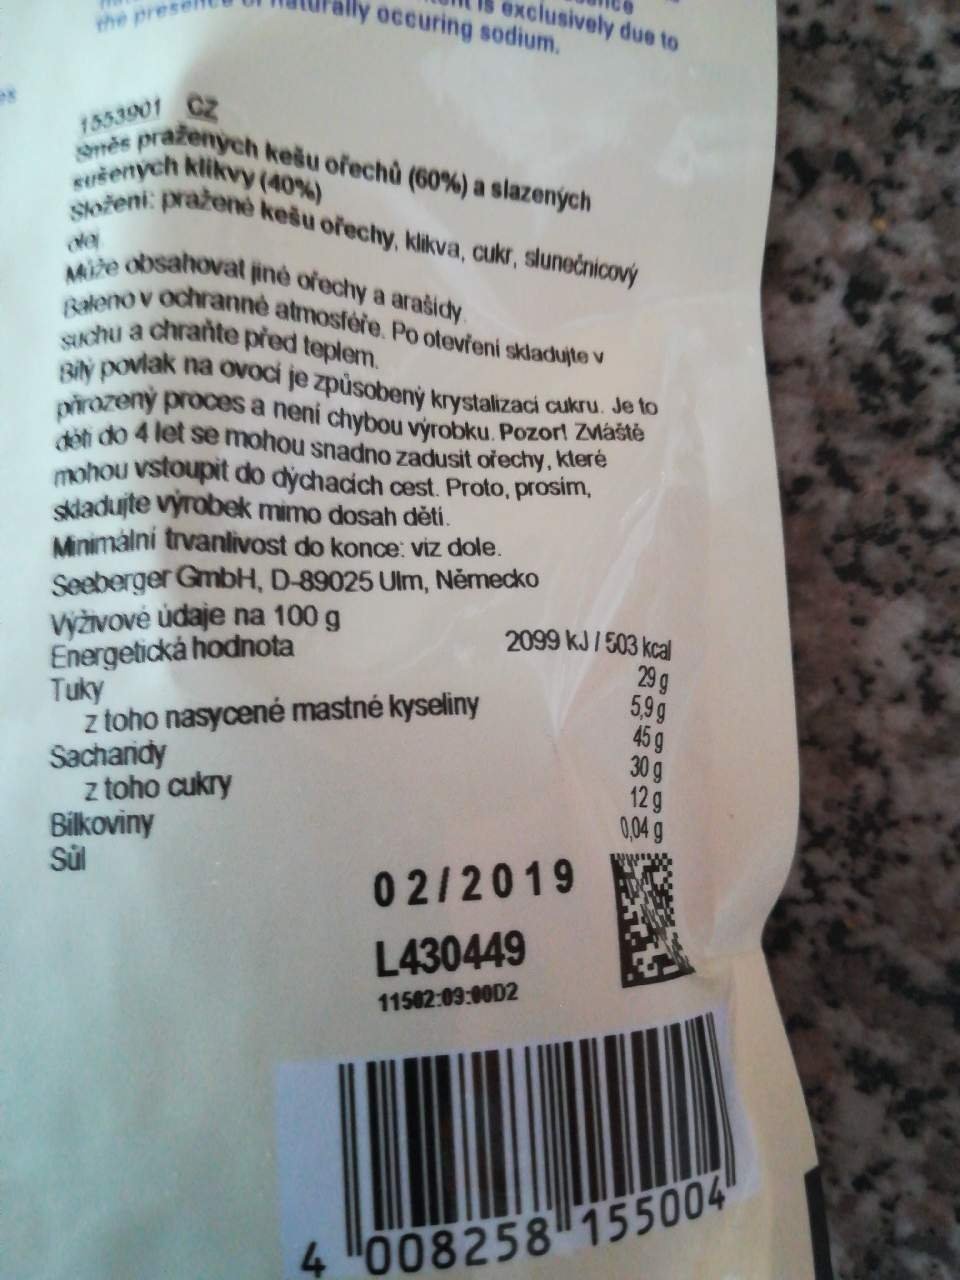 is exclusively due to
the presence of naturally occuring sodium.
1553901 CZ
Směs pražených kešu ořechů (60%) a slazených
sušených klikvy (40%)
Složení: pražené kešu ořechy, klikva, cukr, slunečnicový
olej
Může obsahovat jiné ořechy a arašídy.
Baleno v ochranné atmosféře. Po otevření skladujte v
suchu a chraňte před teplem.
Bílý povlak na ovoci je způsobený krystalizací cukru. Je to
přirozený proces a není chybou výrobku. Pozor! Zvláště
děti do 4 let se mohou snadno zadusit ořechy, které
mohou vstoupit do dýchacích cest. Proto, prosím,
skladujte výrobek mimo dosah dětí.
Minimální trvanlivost do konce: viz dole.
Seeberger GmbH, D-89025 Ulm, Německo
Výživové údaje na 100 g
Energetická hodnota 2099 kJ / 503 kcal
Tuky 29 g
z toho nasycené mastné kyseliny 5,9 g
Sacharidy 45 g
z toho cukry 30 g
Bílkoviny 12 g
Sůl 0,04 g
02/2019
L430449
11502:09:00D2
4 008258 155004